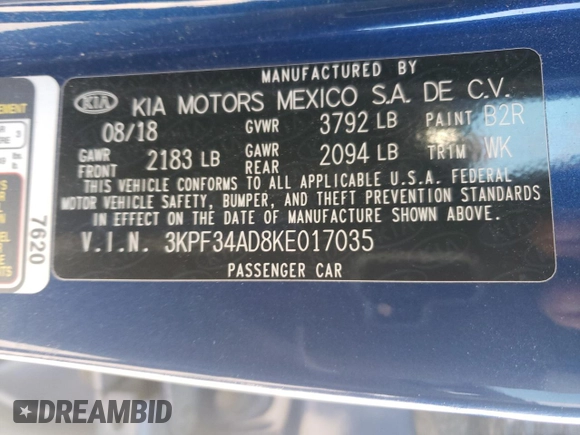 MANUFACTURED BY
KIA KIA MOTORS MEXICO S.A. DE C.V.
08/18 GVWR 3792 LB PAINT B2R
GAWR FRONT 2183 LB GAWR REAR 2094 LB TRIM WK
THIS VEHICLE CONFORMS TO ALL APPLICABLE U.S.A. FEDERAL
MOTOR VEHICLE SAFETY, BUMPER, AND THEFT PREVENTION STANDARDS
IN EFFECT ON THE DATE OF MANUFACTURE SHOWN ABOVE.
V.I.N. 3KPF34AD8KE017035
PASSENGER CAR
7620
DREAMBID